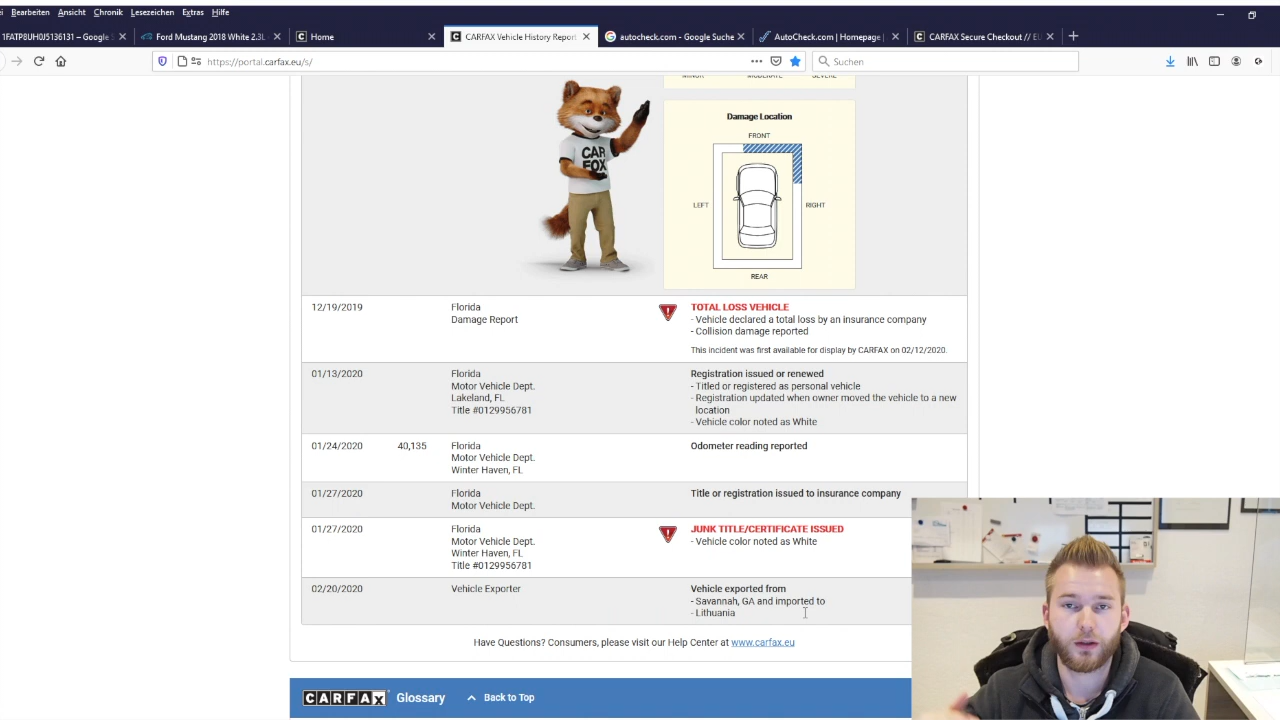 Bearbeiten Ansicht Chronik Lesezeichen Extras Hilfe
1FATP8UH0J5136131 – Google S
Ford Mustang 2018 White 2.3L
Home
CARFAX Vehicle History Report
autocheck.com - Google Suche
AutoCheck.com | Homepage
CARFAX Secure Checkout // EU
https://portal.carfax.eu/s/
Suchen
MINOR MODERATE SEVERE
Damage Location
FRONT
LEFT
RIGHT
REAR
CAR
FOX
12/19/2019
Florida
Damage Report
TOTAL LOSS VEHICLE
- Vehicle declared a total loss by an insurance company
- Collision damage reported
This incident was first available for display by CARFAX on 02/12/2020.
01/13/2020
Florida
Motor Vehicle Dept.
Lakeland, FL
Title #0129956781
Registration issued or renewed
- Titled or registered as personal vehicle
- Registration updated when owner moved the vehicle to a new
location
- Vehicle color noted as White
01/24/2020
40,135
Florida
Motor Vehicle Dept.
Winter Haven, FL
Odometer reading reported
01/27/2020
Florida
Motor Vehicle Dept.
Title or registration issued to insurance company
01/27/2020
Florida
Motor Vehicle Dept.
Winter Haven, FL
Title #0129956781
JUNK TITLE/CERTIFICATE ISSUED
- Vehicle color noted as White
02/20/2020
Vehicle Exporter
Vehicle exported from
- Savannah, GA and imported to
- Lithuania
Have Questions? Consumers, please visit our Help Center at www.carfax.eu
CARFAX Glossary
Back to Top